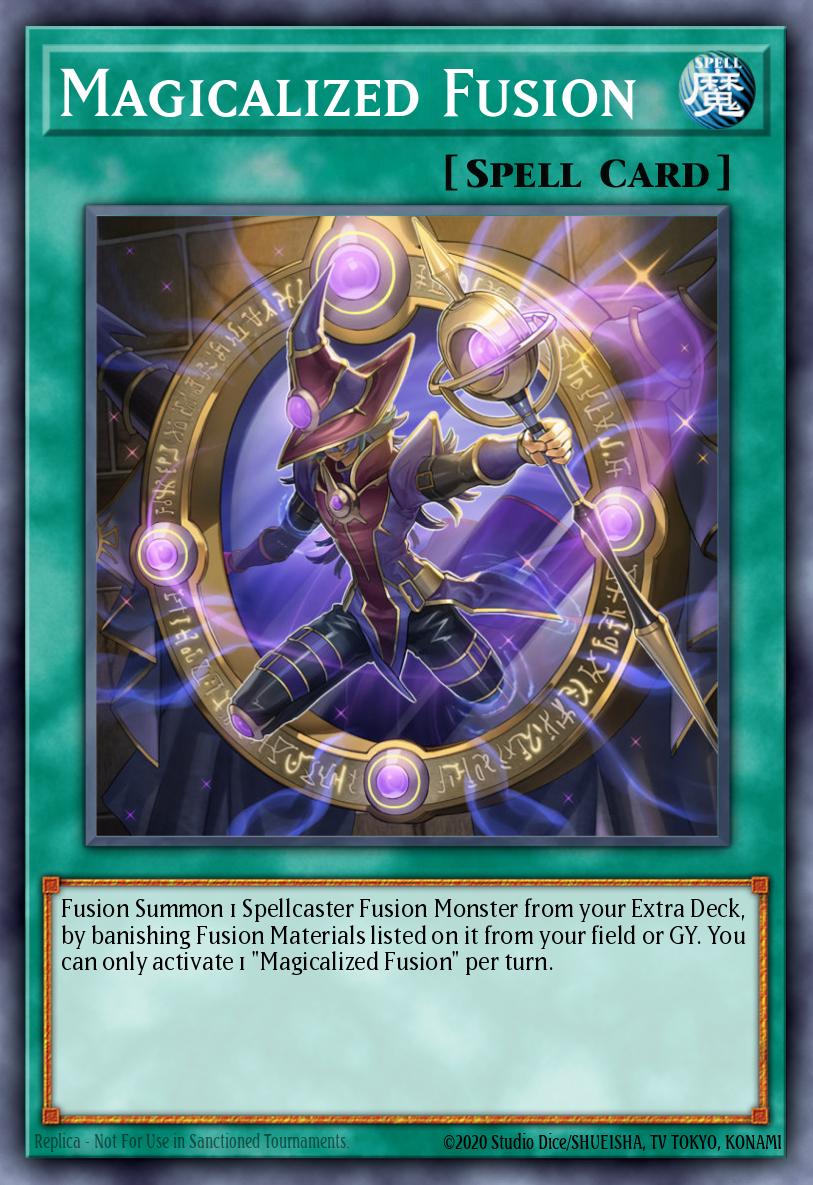 Magicalized Fusion
SPELL
魔
[ Spell Card ]
Fusion Summon 1 Spellcaster Fusion Monster from your Extra Deck,
by banishing Fusion Materials listed on it from your field or GY. You
can only activate 1 "Magicalized Fusion" per turn.
Replica - Not For Use in Sanctioned Tournaments.
©2020 Studio Dice/SHUEISHA, TV TOKYO, KONAMI